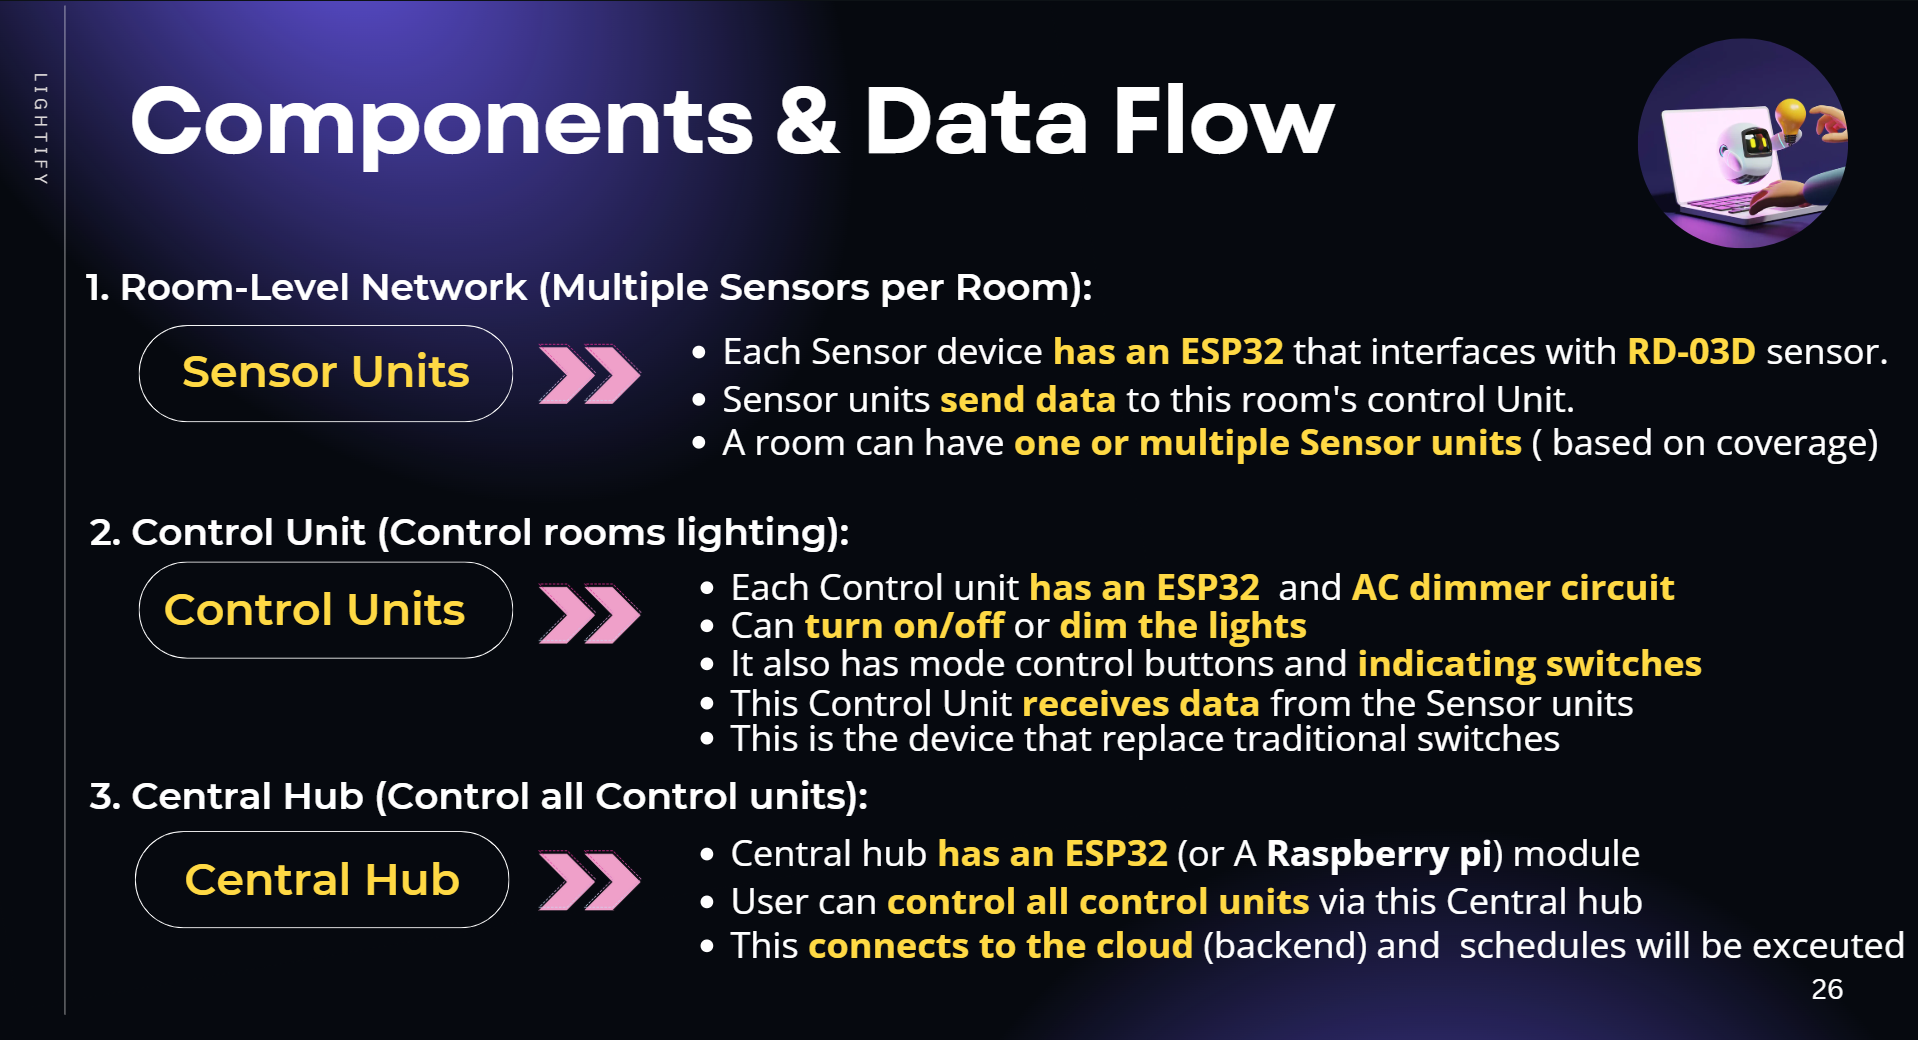 LIGHTIFY
Components & Data Flow
1. Room-Level Network (Multiple Sensors per Room):
Sensor Units
• Each Sensor device has an ESP32 that interfaces with RD-03D sensor.
• Sensor units send data to this room's control Unit.
• A room can have one or multiple Sensor units ( based on coverage)
2. Control Unit (Control rooms lighting):
Control Units
• Each Control unit has an ESP32  and AC dimmer circuit
• Can turn on/off or dim the lights
• It also has mode control buttons and indicating switches
• This Control Unit receives data from the Sensor units
• This is the device that replace traditional switches
3. Central Hub (Control all Control units):
Central Hub
• Central hub has an ESP32 (or A Raspberry pi) module
• User can control all control units via this Central hub
• This connects to the cloud (backend) and  schedules will be exceuted
26